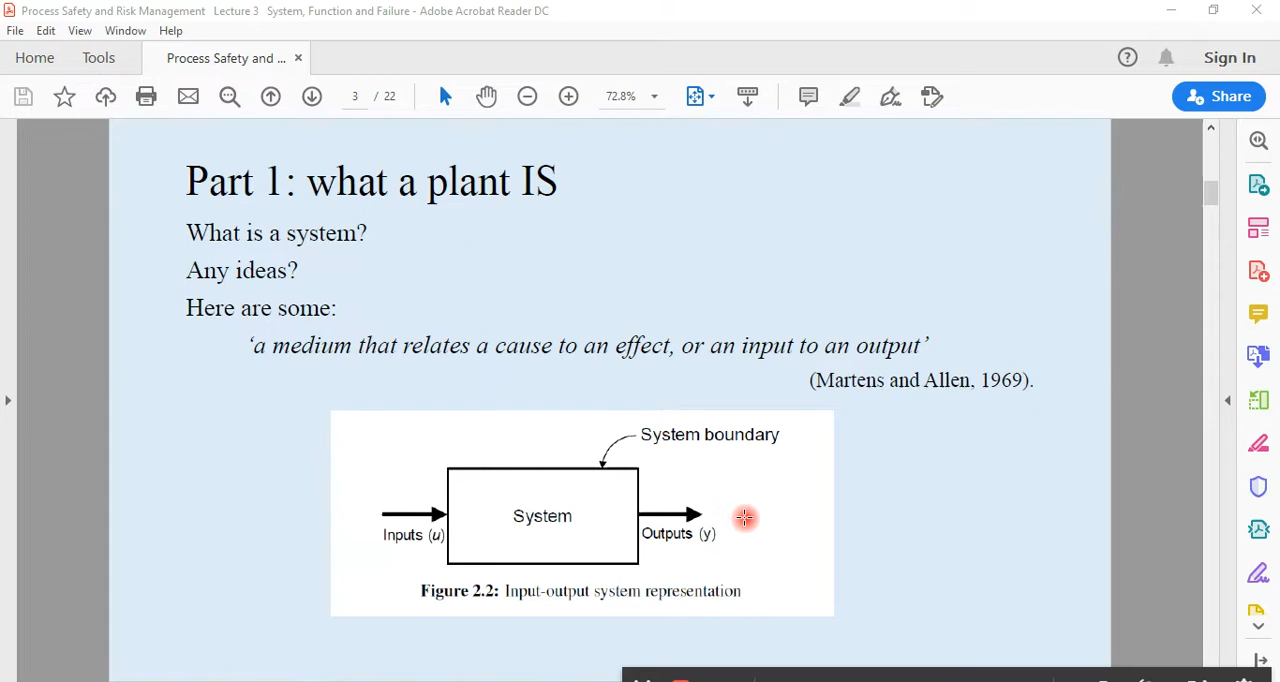 Process Safety and Risk Management Lecture 3 System, Function and Failure - Adobe Acrobat Reader DC
File Edit View Window Help
Home Tools Process Safety and ... × Sign In
3 / 22 72.8% Share
Part 1: what a plant IS
What is a system?
Any ideas?
Here are some:
‘a medium that relates a cause to an effect, or an input to an output’
(Martens and Allen, 1969).
System boundary
System
Inputs (u)
Outputs (y)
Figure 2.2: Input-output system representation